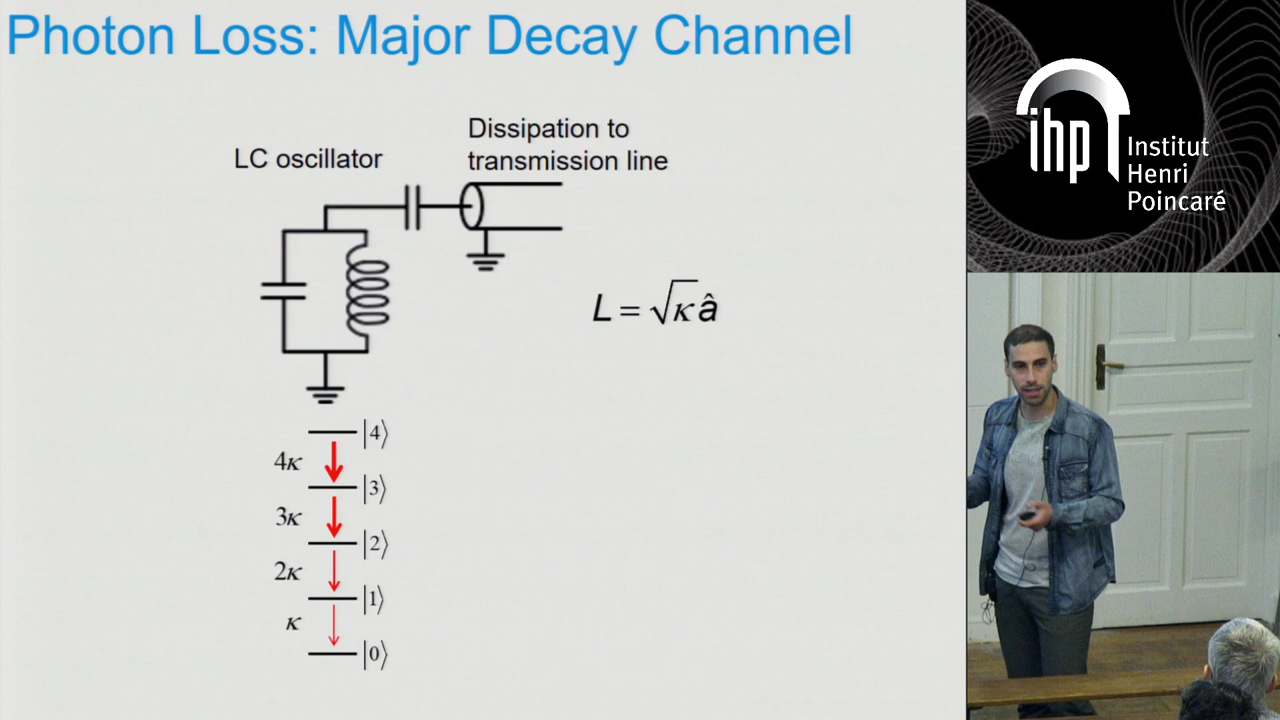 Photon Loss: Major Decay Channel
LC oscillator
Dissipation to
transmission line
L = √κ â
|4⟩
4κ
|3⟩
3κ
|2⟩
2κ
|1⟩
κ
|0⟩
ihp
Institut
Henri
Poincaré